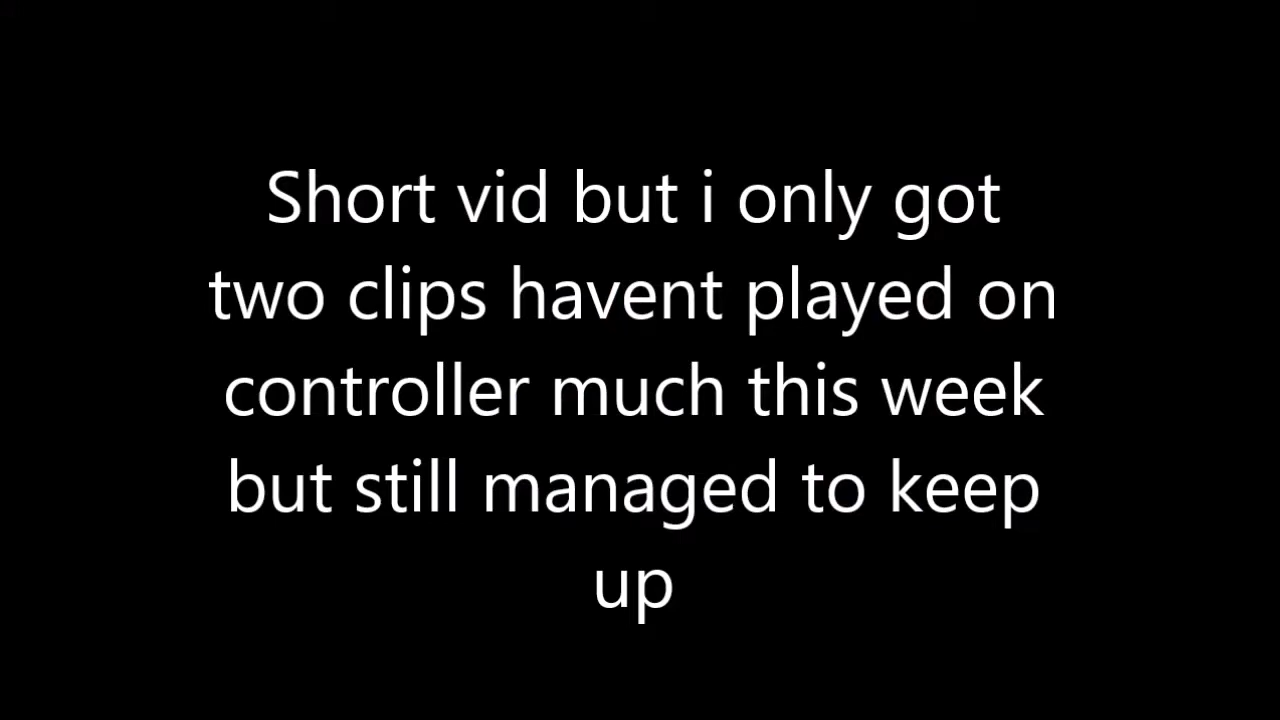 Short vid but i only got
two clips havent played on
controller much this week
but still managed to keep
up